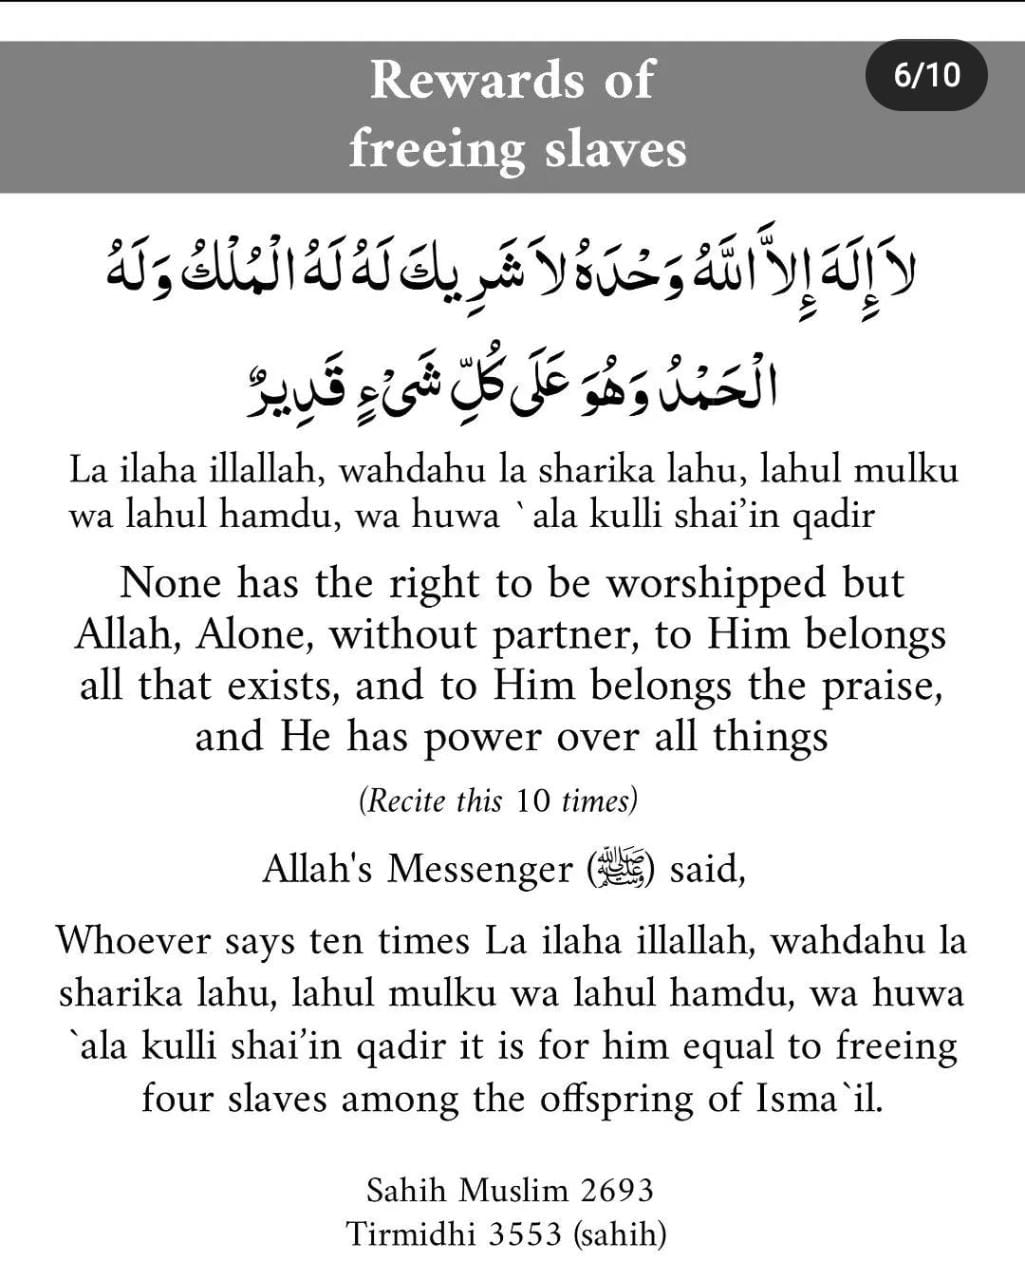 Rewards of
6/10
freeing slaves
لاَ إِلَهَ إِلاَّ اللَّهُ وَحْدَهُ لاَ شَرِيكَ لَهُ لَهُ الْمُلْكُ وَلَهُ
الْحَمْدُ وَهُوَ عَلَى كُلِّ شَىْءٍ قَدِيرٌ
La ilaha illallah, wahdahu la sharika lahu, lahul mulku
wa lahul hamdu, wa huwa `ala kulli shai’in qadir
None has the right to be worshipped but
Allah, Alone, without partner, to Him belongs
all that exists, and to Him belongs the praise,
and He has power over all things
(Recite this 10 times)
Allah's Messenger (ﷺ) said,
Whoever says ten times La ilaha illallah, wahdahu la
sharika lahu, lahul mulku wa lahul hamdu, wa huwa
`ala kulli shai’in qadir it is for him equal to freeing
four slaves among the offspring of Isma`il.
Sahih Muslim 2693
Tirmidhi 3553 (sahih)